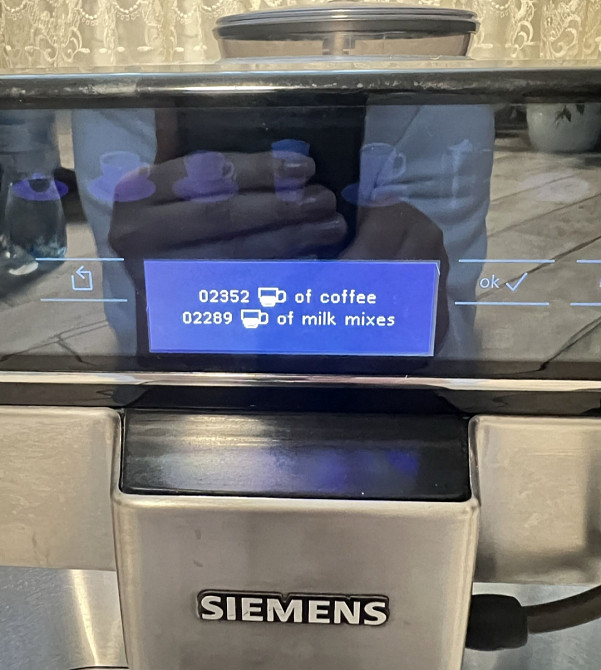 02352 of coffee
02289 of milk mixes
ok
SIEMENS